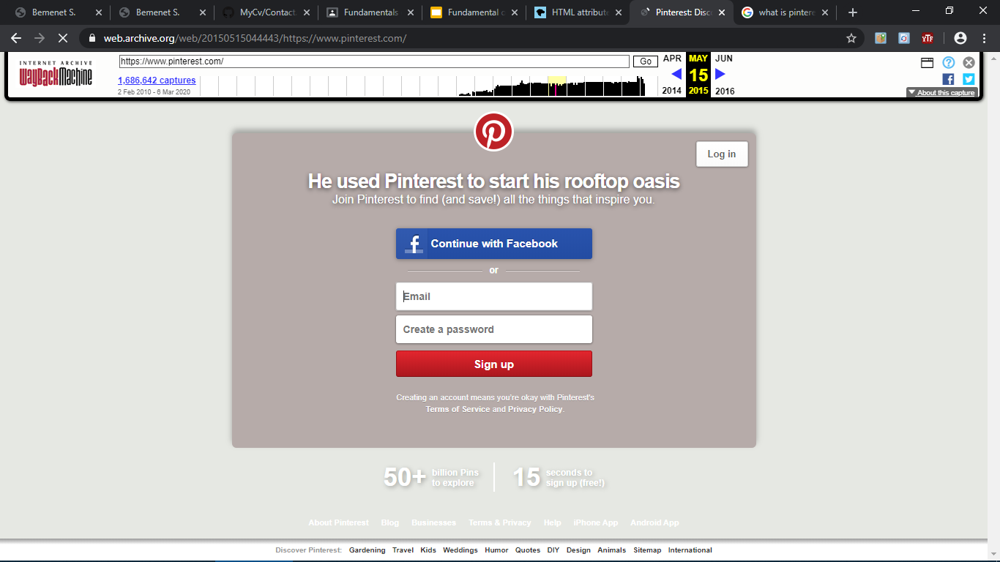 Bemenet S.
Bemenet S.
MyCv/Contact.
Fundamentals
Fundamental c
HTML attribute
Pinterest: Disc
what is pintere
web.archive.org/web/20150515044443/https://www.pinterest.com/
YTF
INTERNET ARCHIVE
WayBackMachine
https://www.pinterest.com/
Go
1,686,642 captures
2 Feb 2010 - 6 Mar 2020
APR MAY JUN
15
2014 2015 2016
About this capture
Log in
He used Pinterest to start his rooftop oasis
Join Pinterest to find (and save!) all the things that inspire you.
Continue with Facebook
or
Email
Create a password
Sign up
Creating an account means you're okay with Pinterest's
Terms of Service and Privacy Policy.
50+ billion Pins
to explore
15 seconds to
sign up (free!)
About Pinterest Blog Businesses Terms & Privacy Help iPhone App Android App
Discover Pinterest: Gardening Travel Kids Weddings Humor Quotes DIY Design Animals Sitemap International